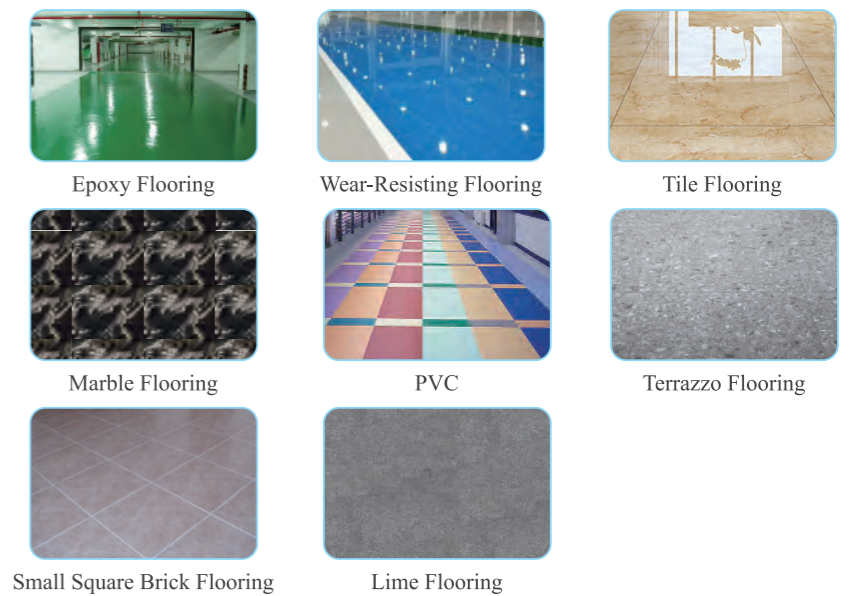 Epoxy Flooring
Wear-Resisting Flooring
Tile Flooring
Marble Flooring
PVC
Terrazzo Flooring
Small Square Brick Flooring
Lime Flooring